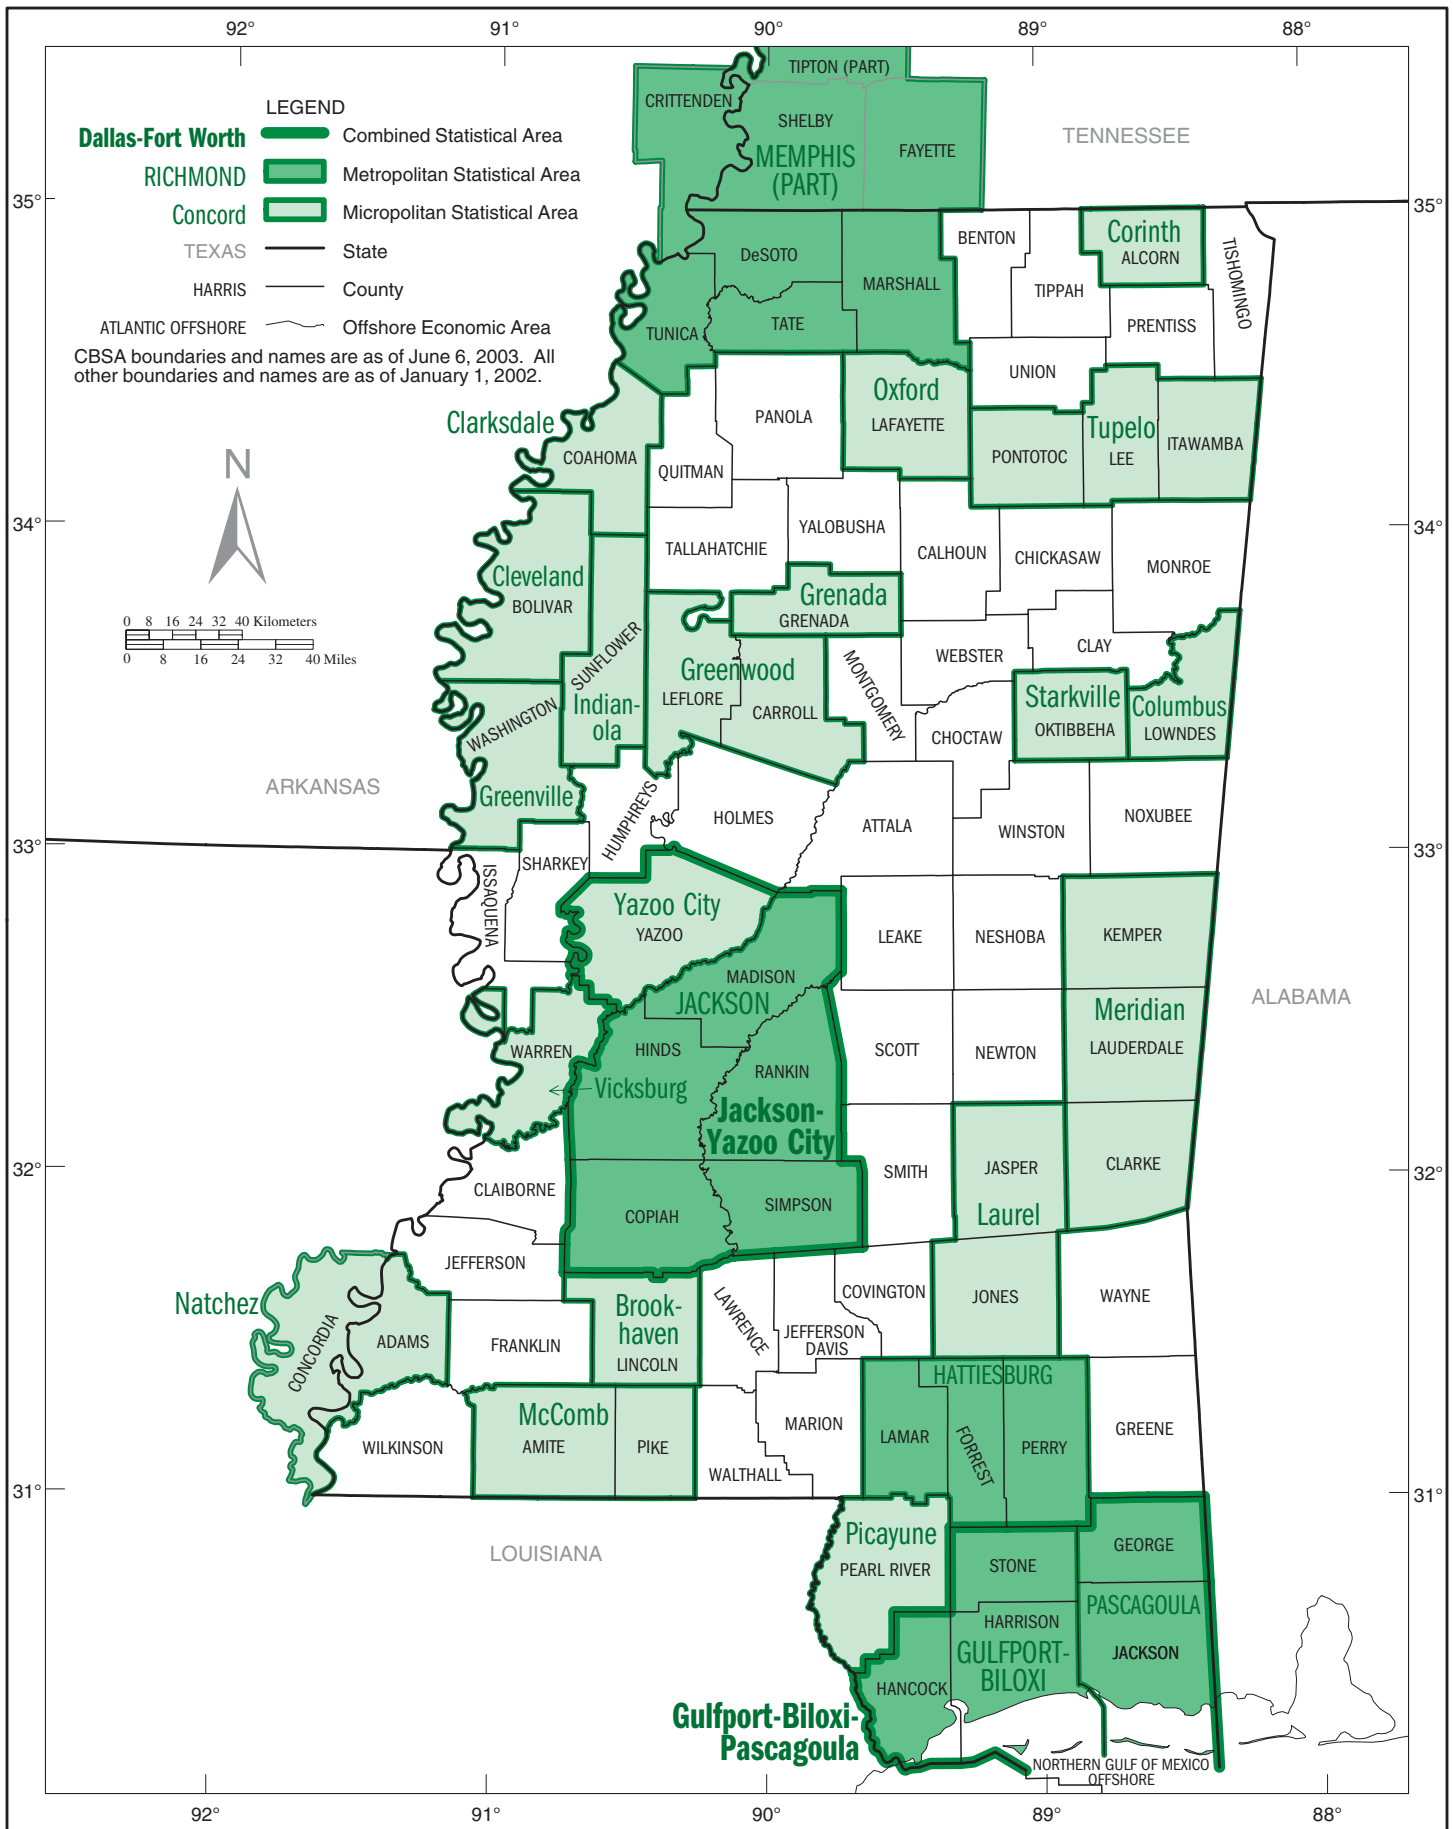 92°
91°
90°
89°
88°
LEGEND
Dallas-Fort Worth
Combined Statistical Area
RICHMOND
Metropolitan Statistical Area
Concord
Micropolitan Statistical Area
TEXAS
State
HARRIS
County
ATLANTIC OFFSHORE
Offshore Economic Area
CBSA boundaries and names are as of June 6, 2003. All
other boundaries and names are as of January 1, 2002.
TIPTON (PART)
CRITTENDEN
SHELBY
FAYETTE
MEMPHIS
(PART)
TENNESSEE
35°
35°
BENTON
Corinth
ALCORN
TISHOMINGO
DeSOTO
MARSHALL
TIPPAH
PRENTISS
TUNICA
TATE
UNION
Clarksdale
COAHOMA
PANOLA
Oxford
LAFAYETTE
QUITMAN
PONTOTOC
Tupelo
LEE
ITAWAMBA
N
34°
34°
TALLAHATCHIE
YALOBUSHA
CALHOUN
CHICKASAW
MONROE
Cleveland
BOLIVAR
Grenada
GRENADA
0 8 16 24 32 40 Kilometers
0 8 16 24 32 40 Miles
SUNFLOWER
Indian-
ola
Greenwood
LEFLORE
CARROLL
MONTGOMERY
WEBSTER
CLAY
Starkville
OKTIBBEHA
Columbus
LOWNDES
WASHINGTON
Greenville
CHOCTAW
ARKANSAS
HUMPHREYS
HOLMES
ATTALA
WINSTON
NOXUBEE
33°
33°
SHARKEY
ISSAQUENA
Yazoo City
YAZOO
LEAKE
NESHOBA
KEMPER
MADISON
JACKSON
ALABAMA
Meridian
LAUDERDALE
WARREN
HINDS
SCOTT
NEWTON
RANKIN
Vicksburg
Jackson-
Yazoo City
32°
32°
CLAIBORNE
SMITH
JASPER
CLARKE
COPIAH
SIMPSON
Laurel
JEFFERSON
Natchez
CONCORDIA
ADAMS
FRANKLIN
Brook-
haven
LINCOLN
LAWRENCE
JEFFERSON
DAVIS
COVINGTON
JONES
WAYNE
HATTIESBURG
WILKINSON
McComb
AMITE
PIKE
WALTHALL
MARION
LAMAR
FORREST
PERRY
GREENE
31°
31°
LOUISIANA
Picayune
PEARL RIVER
STONE
GEORGE
PASCAGOULA
HARRISON
GULFPORT-
BILOXI
JACKSON
HANCOCK
Gulfport-Biloxi-
Pascagoula
NORTHERN GULF OF MEXICO
OFFSHORE
92°
91°
90°
89°
88°